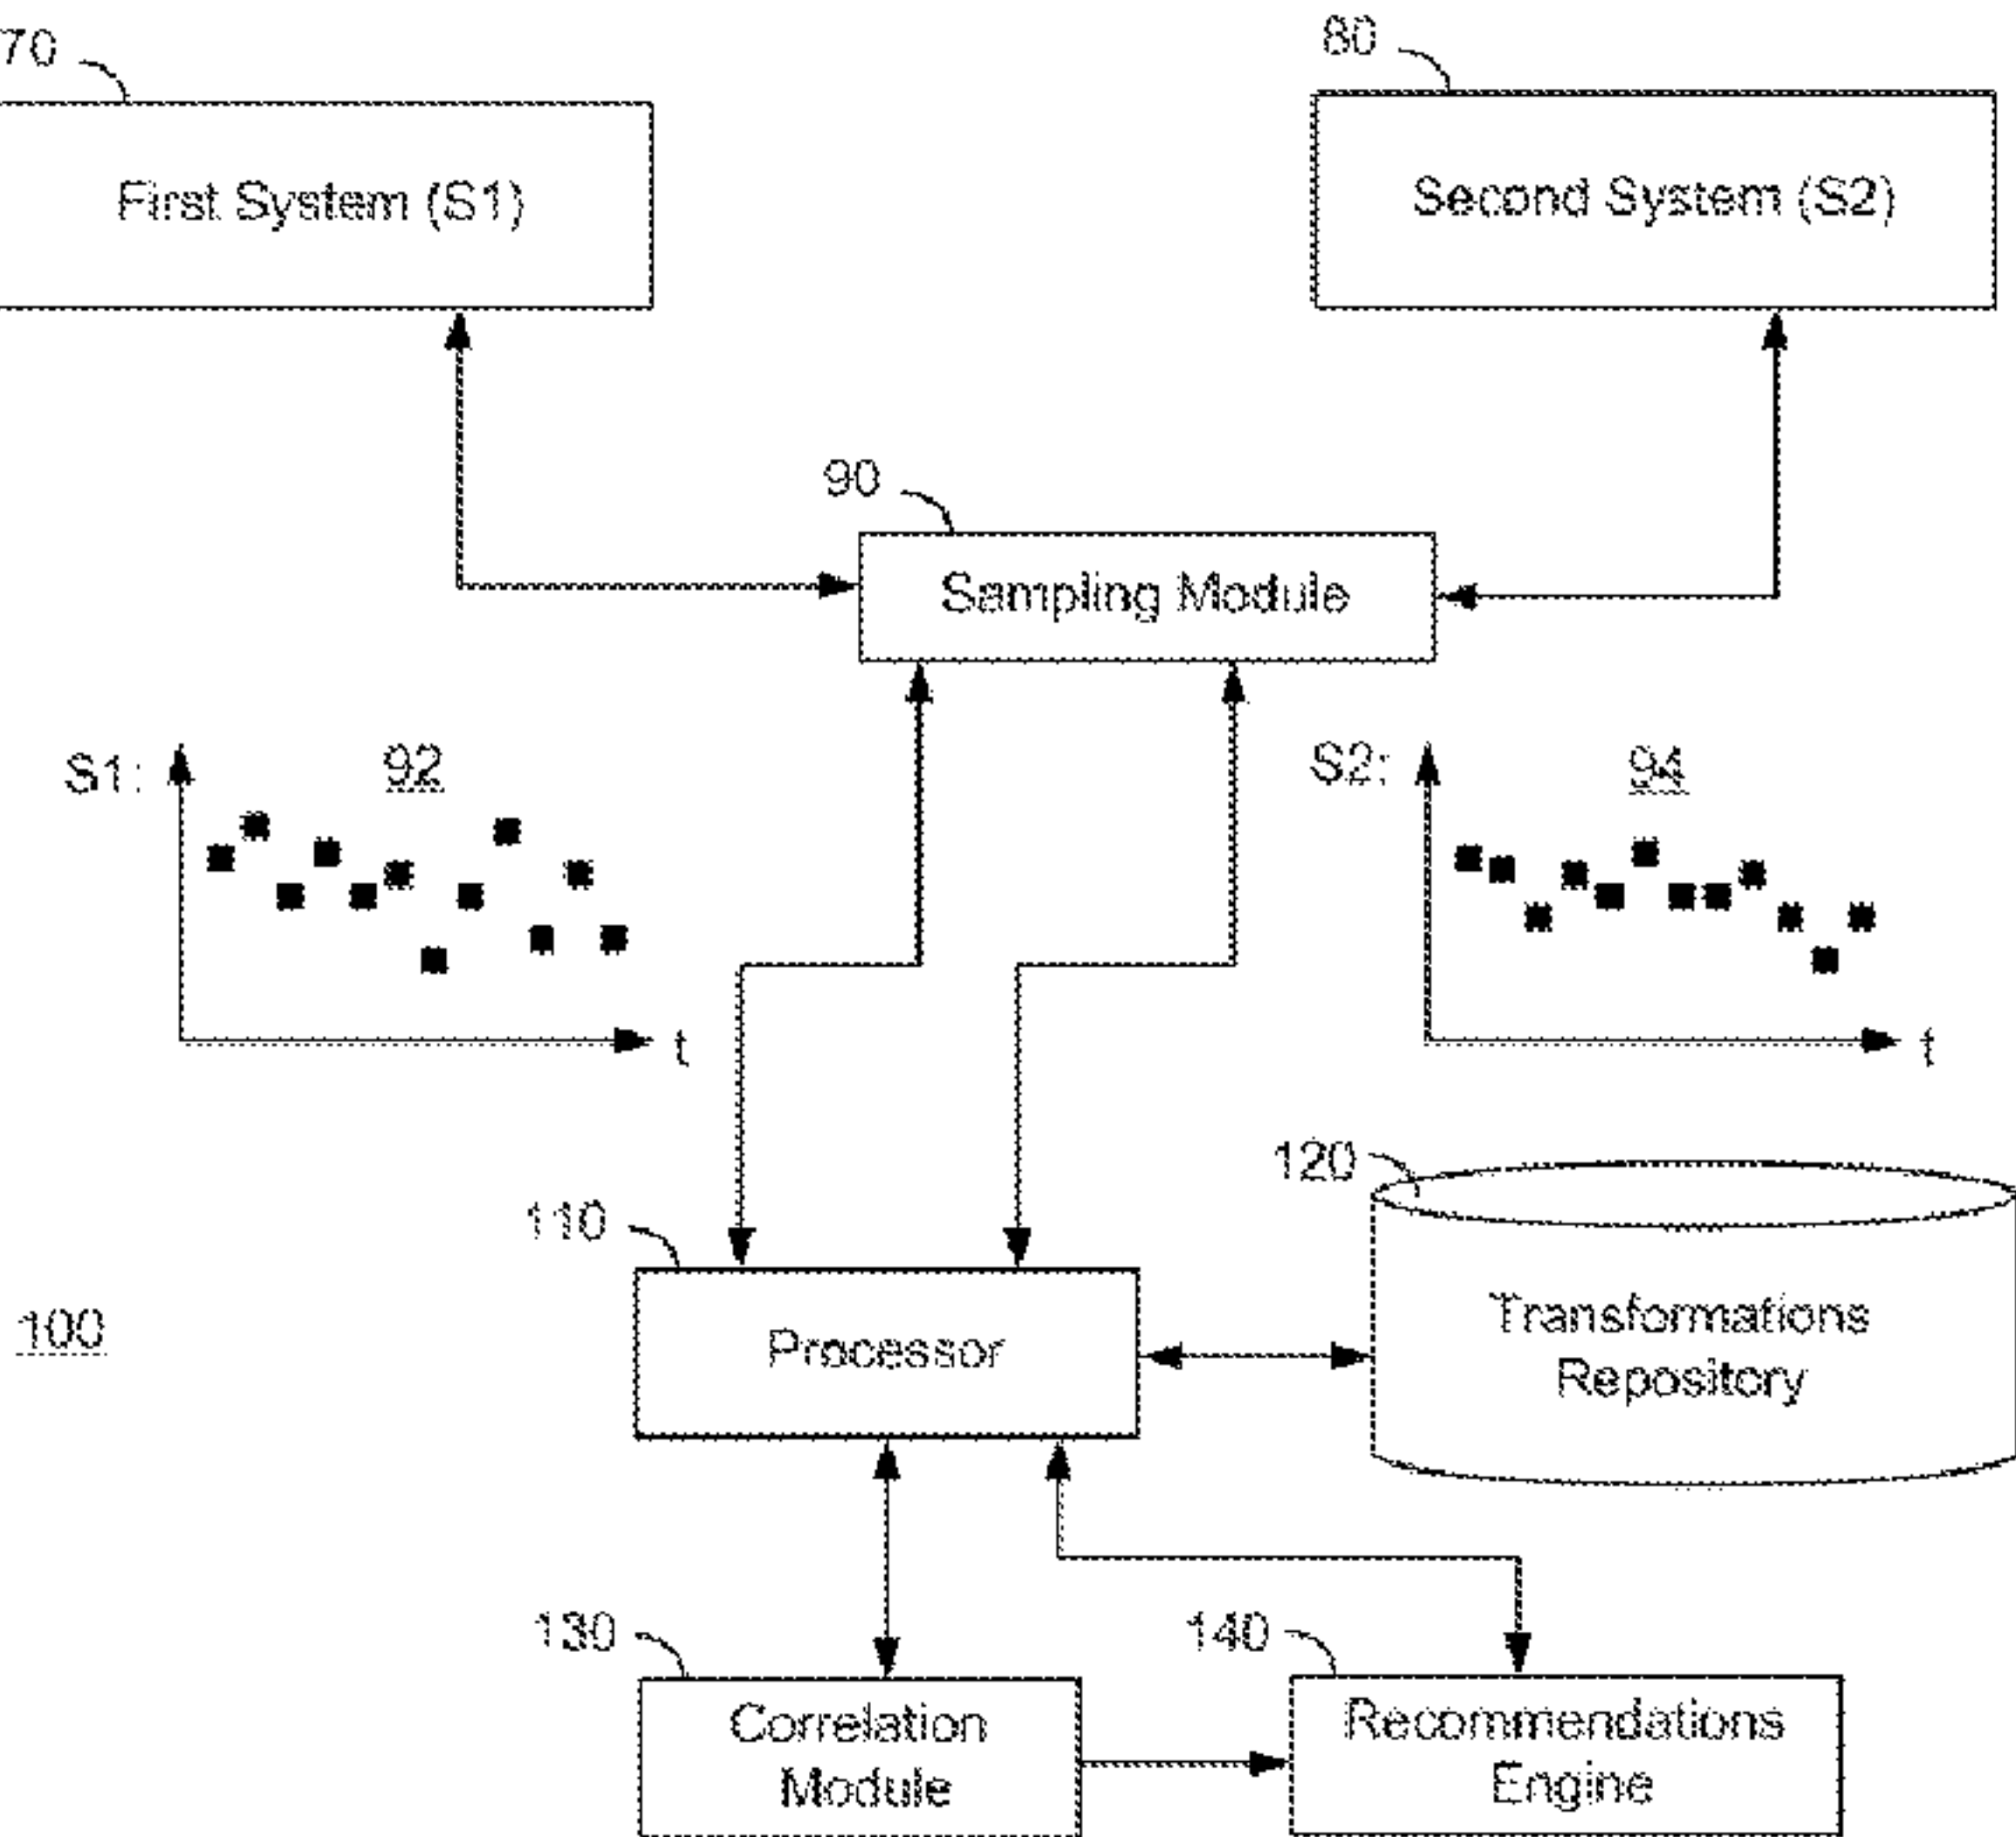 70
80
First System (S1)
Second System (S2)
90
Sampling Module
S1:
92
S2:
94
t
t
120
110
100
Processor
Transformations
Repository
130
140
Correlation
Module
Recommendations
Engine